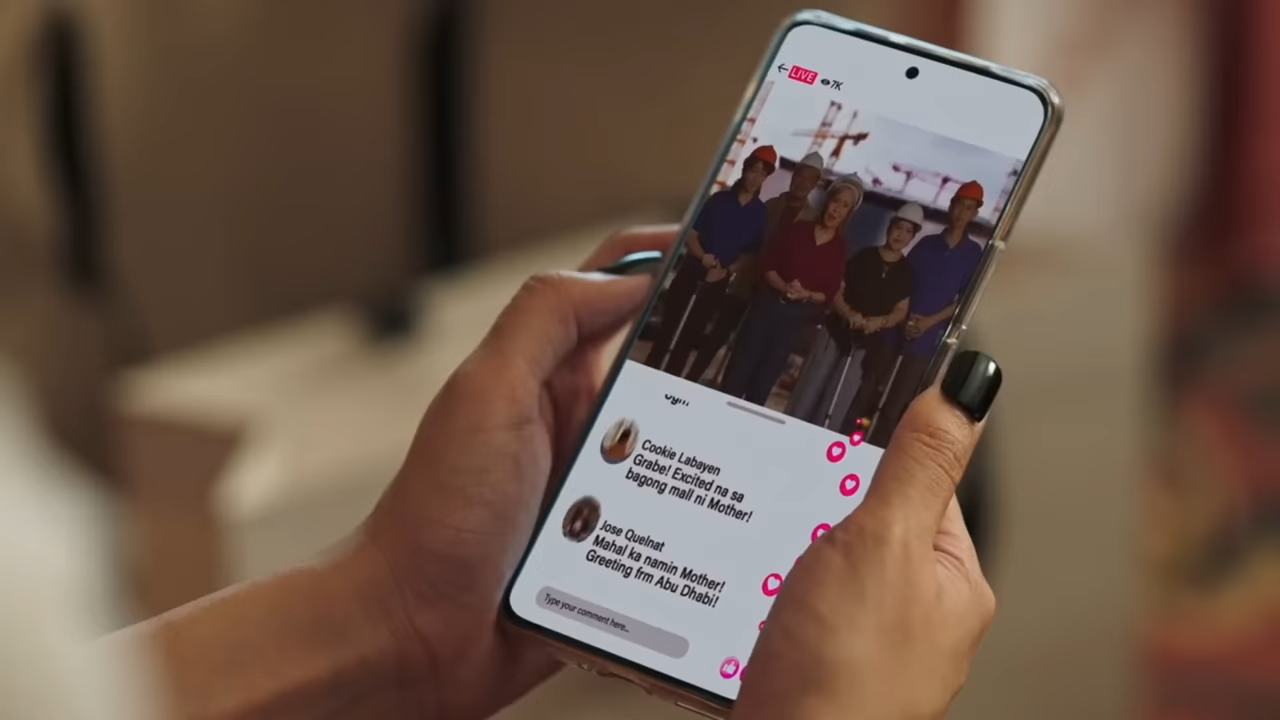 LIVE 7K
Cookie Labayen
Grabe! Excited na sa
bagong mall ni Mother!
Jose Quelnat
Mahal ka namin Mother!
Greeting frm Abu Dhabi!
Type your comment here...